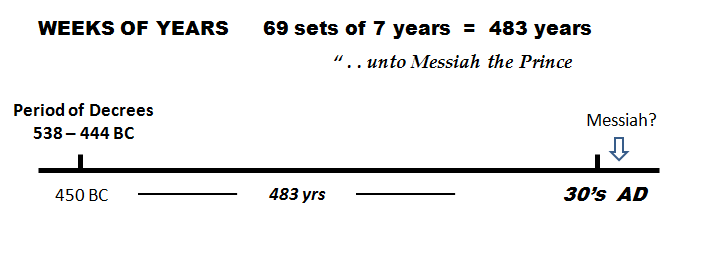 WEEKS OF YEARS 69 sets of 7 years = 483 years
“ . . unto Messiah the Prince
Period of Decrees
538 – 444 BC
Messiah?
450 BC 483 yrs 30’s AD